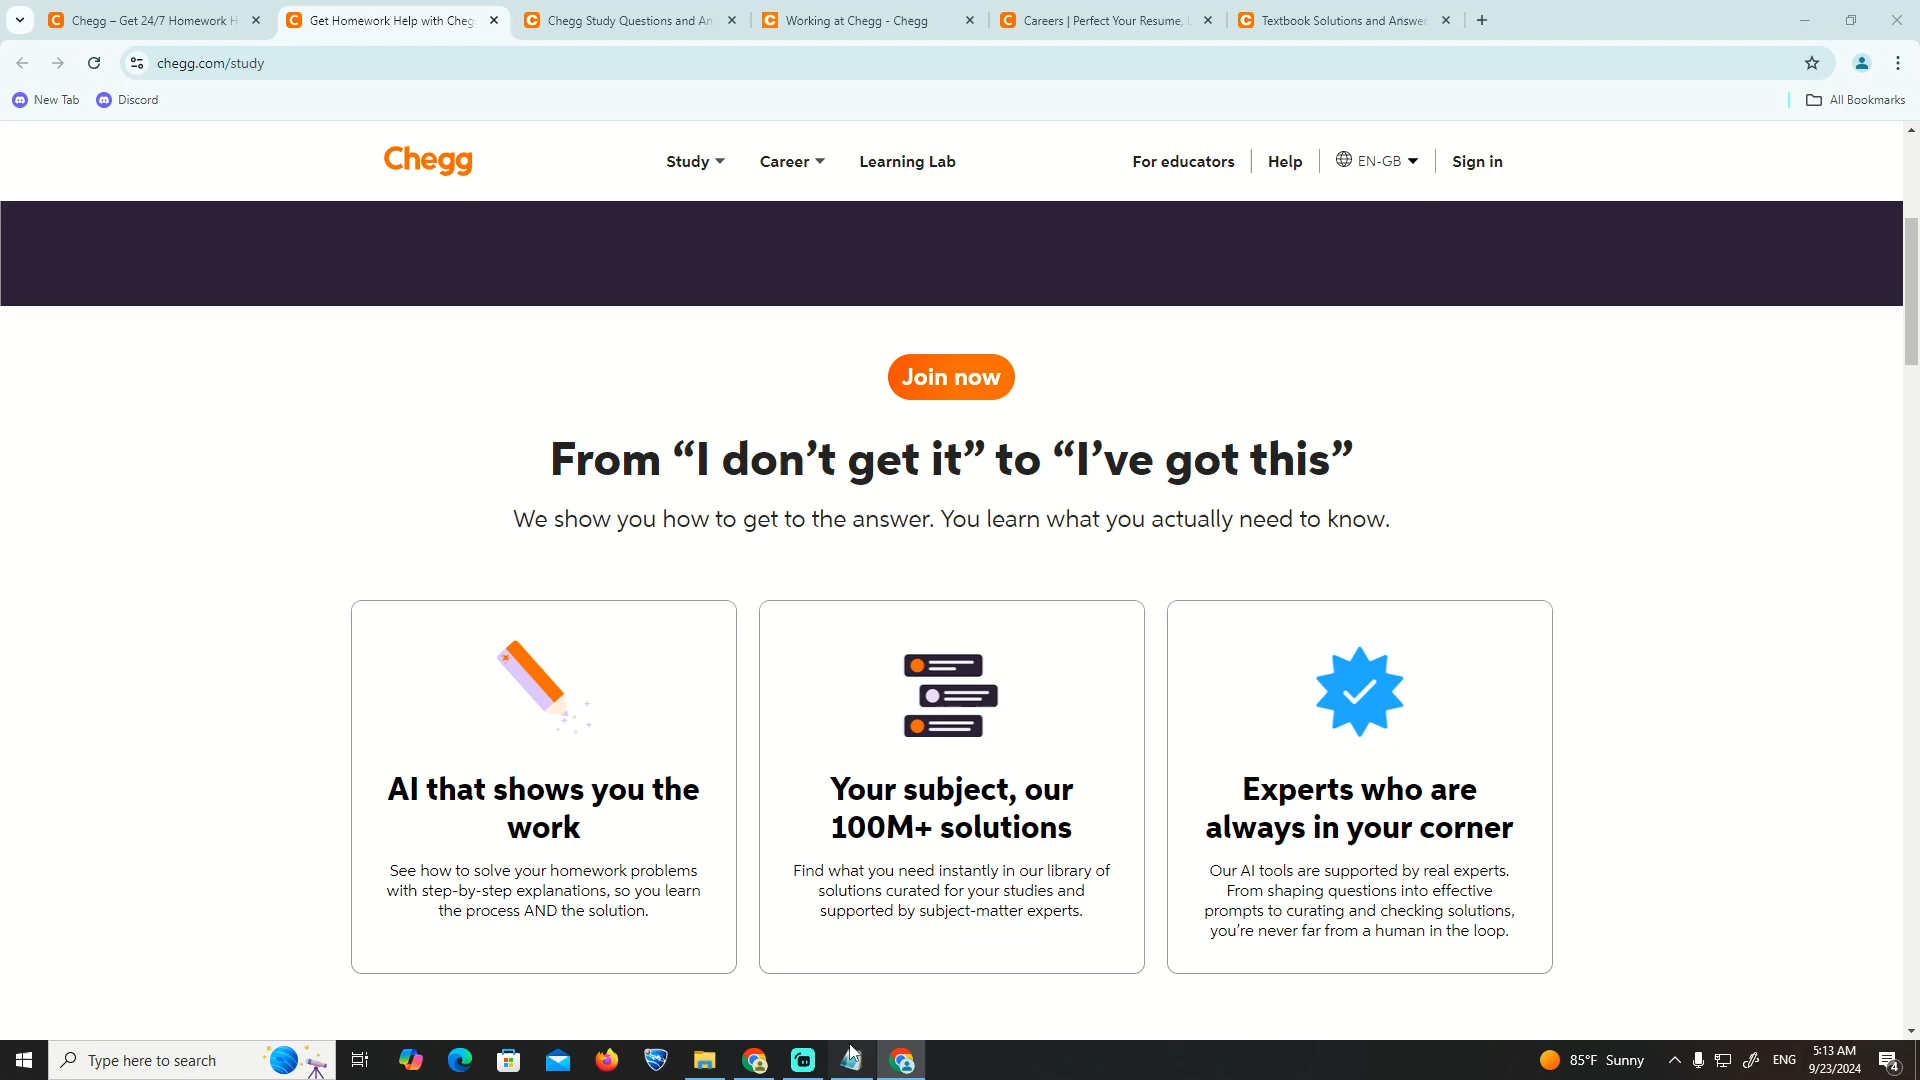 Chegg – Get 24/7 Homework H
Get Homework Help with Cheg
Chegg Study Questions and An
Working at Chegg - Chegg
Careers | Perfect Your Resume,
Textbook Solutions and Answer
chegg.com/study
New Tab
Discord
All Bookmarks
Chegg
Study
Career
Learning Lab
For educators
Help
EN-GB
Sign in
Join now
From “I don’t get it” to “I’ve got this”
We show you how to get to the answer. You learn what you actually need to know.
AI that shows you the
work
See how to solve your homework problems
with step-by-step explanations, so you learn
the process AND the solution.
Your subject, our
100M+ solutions
Find what you need instantly in our library of
solutions curated for your studies and
supported by subject-matter experts.
Experts who are
always in your corner
Our AI tools are supported by real experts.
From shaping questions into effective
prompts to curating and checking solutions,
you’re never far from a human in the loop.
Type here to search
85°F Sunny
ENG
5:13 AM
9/23/2024
4